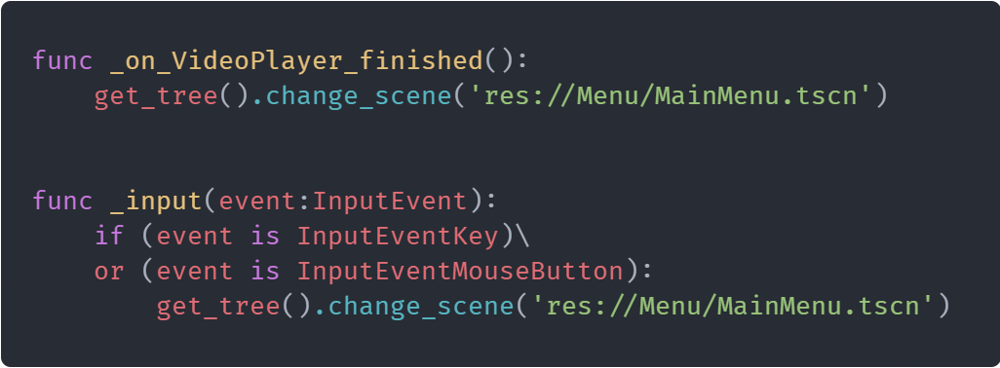 func _on_VideoPlayer_finished():
    get_tree().change_scene('res://Menu/MainMenu.tscn')
func _input(event:InputEvent):
    if (event is InputEventKey)\
    or (event is InputEventMouseButton):
        get_tree().change_scene('res://Menu/MainMenu.tscn')